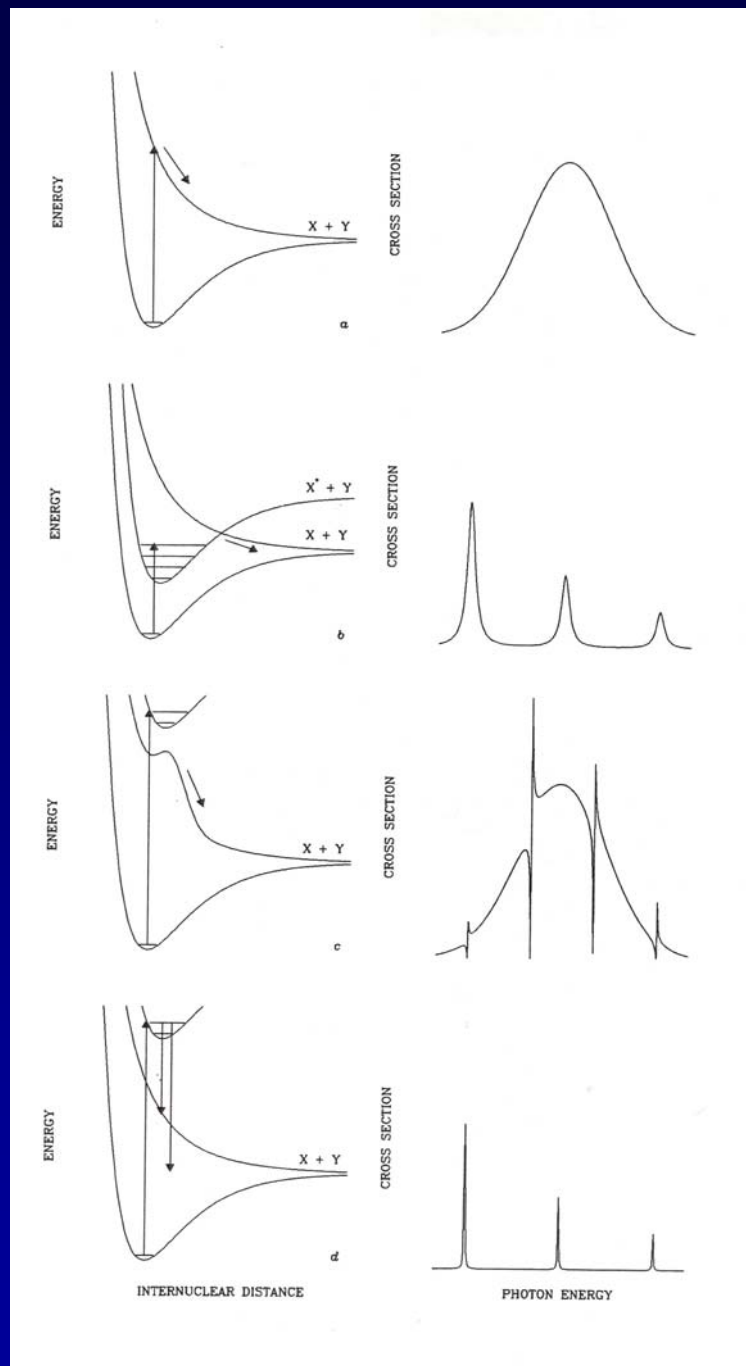 ENERGY
X + Y
a
CROSS SECTION
ENERGY
X* + Y
X + Y
b
CROSS SECTION
ENERGY
X + Y
c
CROSS SECTION
ENERGY
X + Y
d
CROSS SECTION
INTERNUCLEAR DISTANCE
PHOTON ENERGY